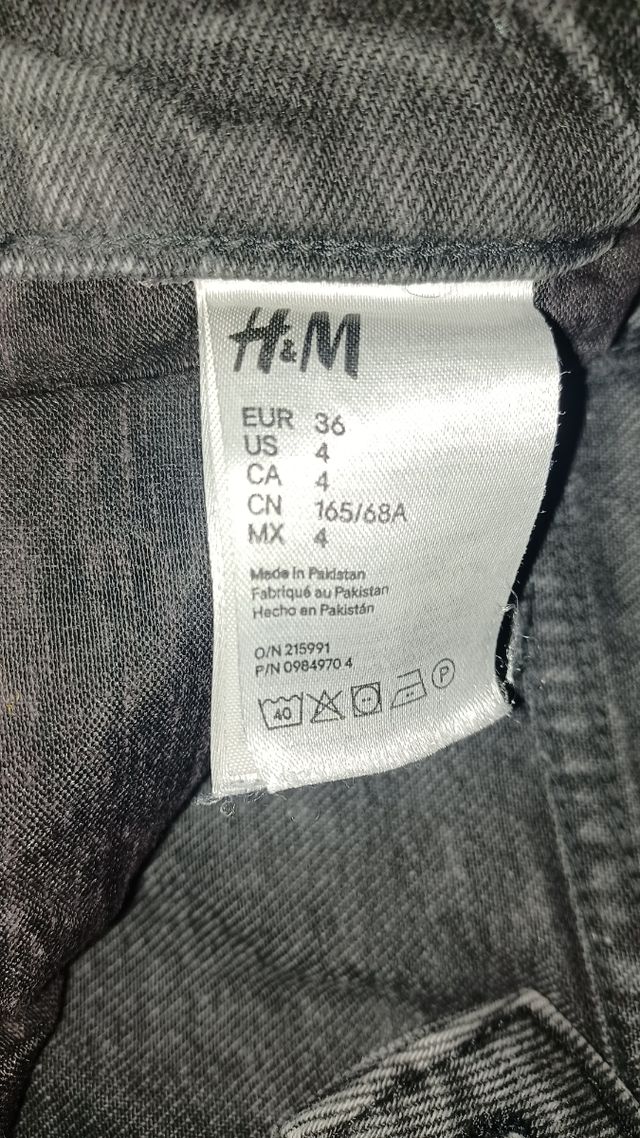 H&M
EUR 36
US 4
CA 4
CN 165/68A
MX 4
Made in Pakistan
Fabriqué au Pakistan
Hecho en Pakistán
O/N 215991
P/N 0984970 4
40
P